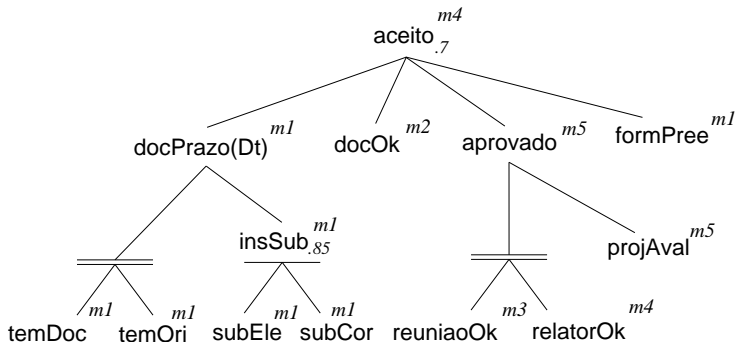 aceito.7 m4
docPrazo(Dt) m1 docOk m2 aprovado m5 formPree m1
insSub.85 m1 projAval m5
temDoc m1 temOri m1 subEle m1 subCor m1 reuniaoOk m3 relatorOk m4